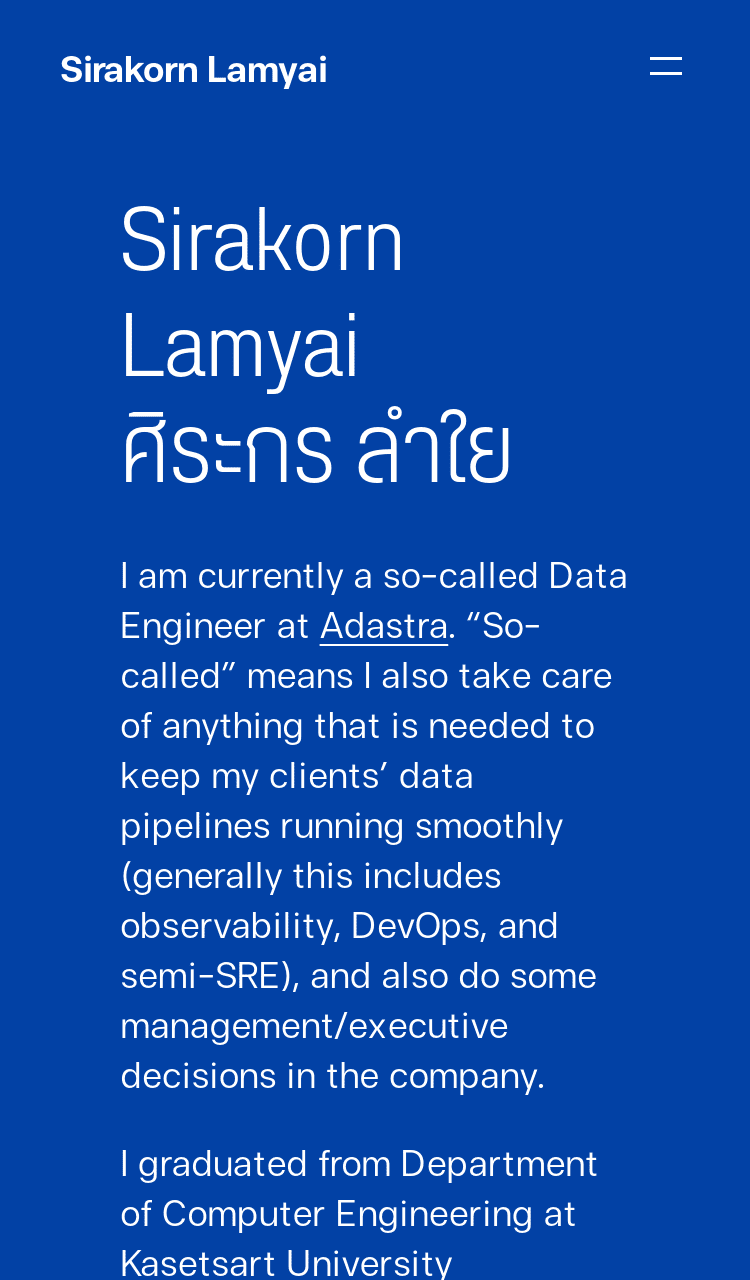 Sirakorn Lamyai
Sirakorn
Lamyai
ศิระกร ลำใย
I am currently a so-called Data
Engineer at Adastra. “So-
called” means I also take care
of anything that is needed to
keep my clients’ data
pipelines running smoothly
(generally this includes
observability, DevOps, and
semi-SRE), and also do some
management/executive
decisions in the company.
I graduated from Department
of Computer Engineering at
Kasetsart University